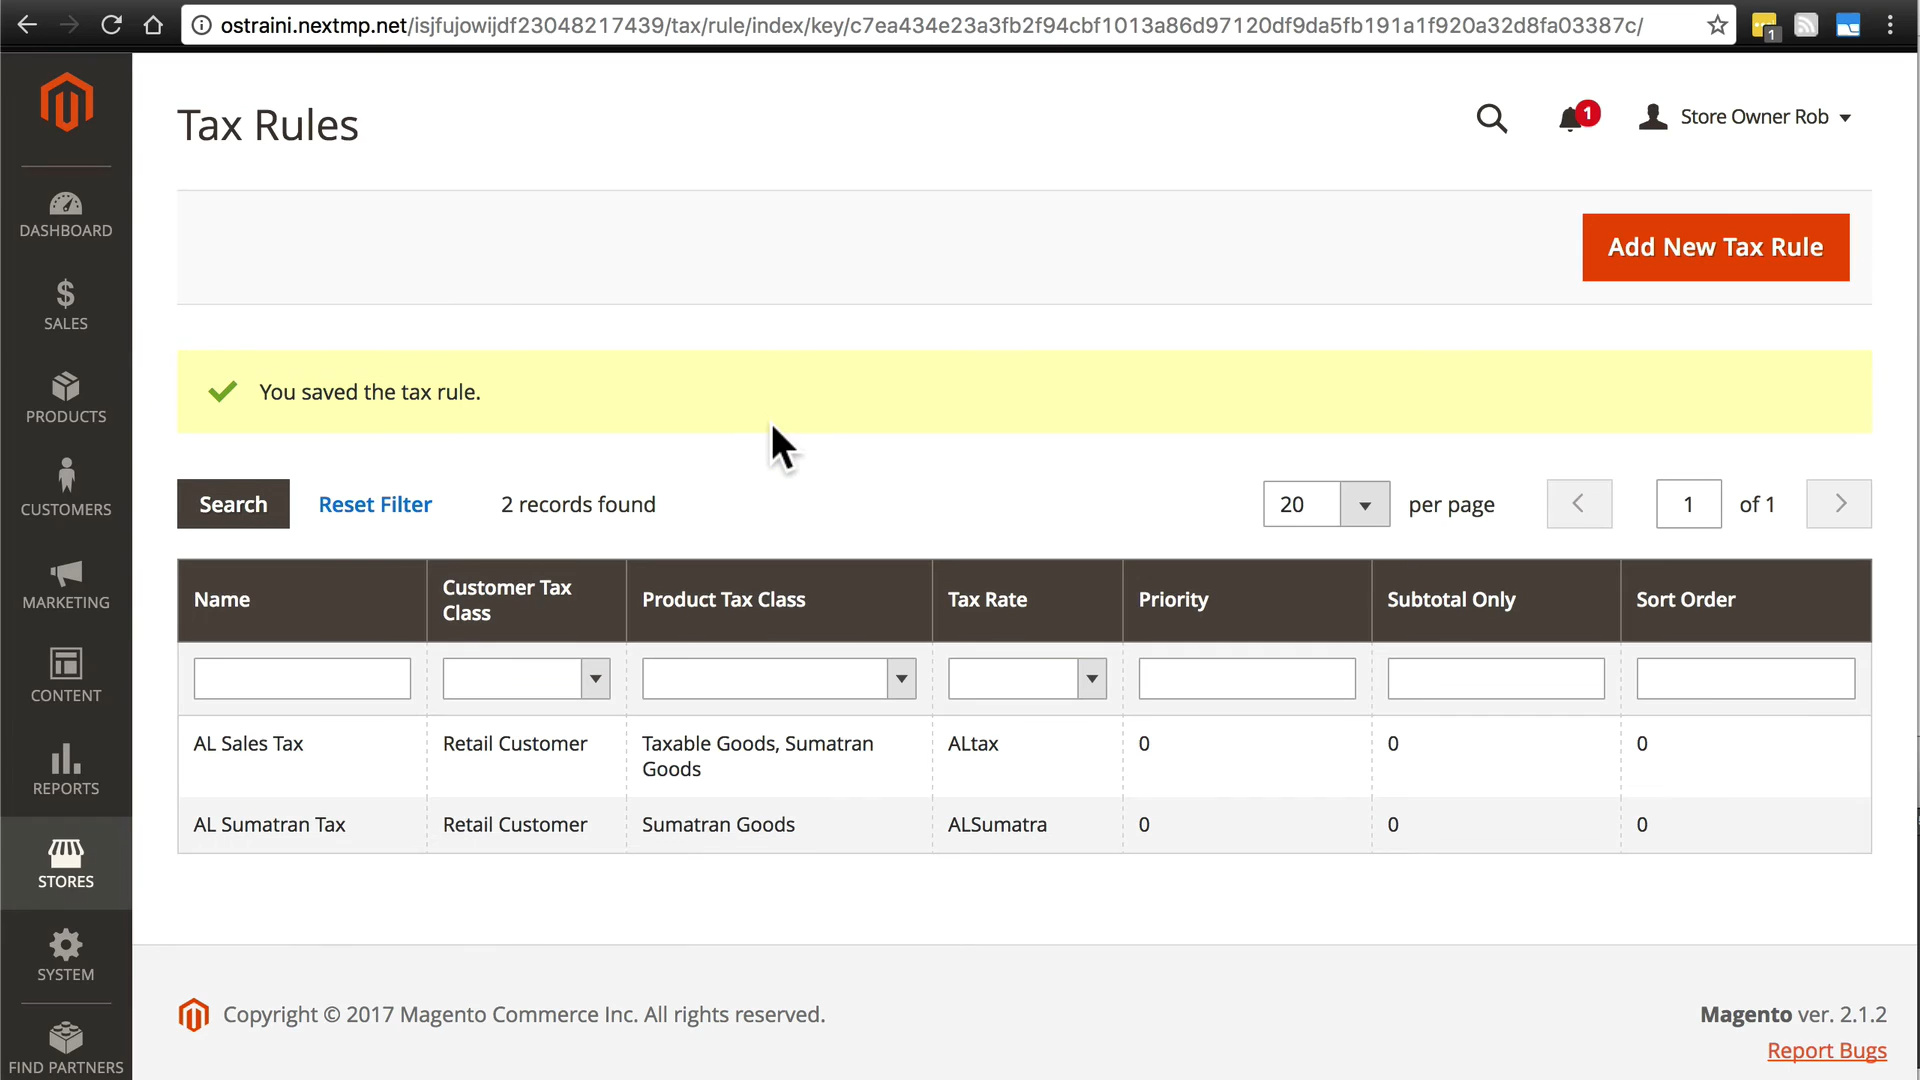 ostraini.nextmp.net/isjfujowijdf23048217439/tax/rule/index/key/c7ea434e23a3fb2f94cbf1013a86d97120df9da5fb191a1f920a32d8fa03387c/
1
Tax Rules
1
Store Owner Rob
DASHBOARD
SALES
PRODUCTS
CUSTOMERS
MARKETING
CONTENT
REPORTS
STORES
SYSTEM
FIND PARTNERS
Add New Tax Rule
You saved the tax rule.
Search Reset Filter 2 records found 20 per page 1 of 1
Name Customer Tax Class Product Tax Class Tax Rate Priority Subtotal Only Sort Order
AL Sales Tax Retail Customer Taxable Goods, Sumatran Goods ALtax 0 0 0
AL Sumatran Tax Retail Customer Sumatran Goods ALSumatra 0 0 0
Copyright © 2017 Magento Commerce Inc. All rights reserved.
Magento ver. 2.1.2
Report Bugs